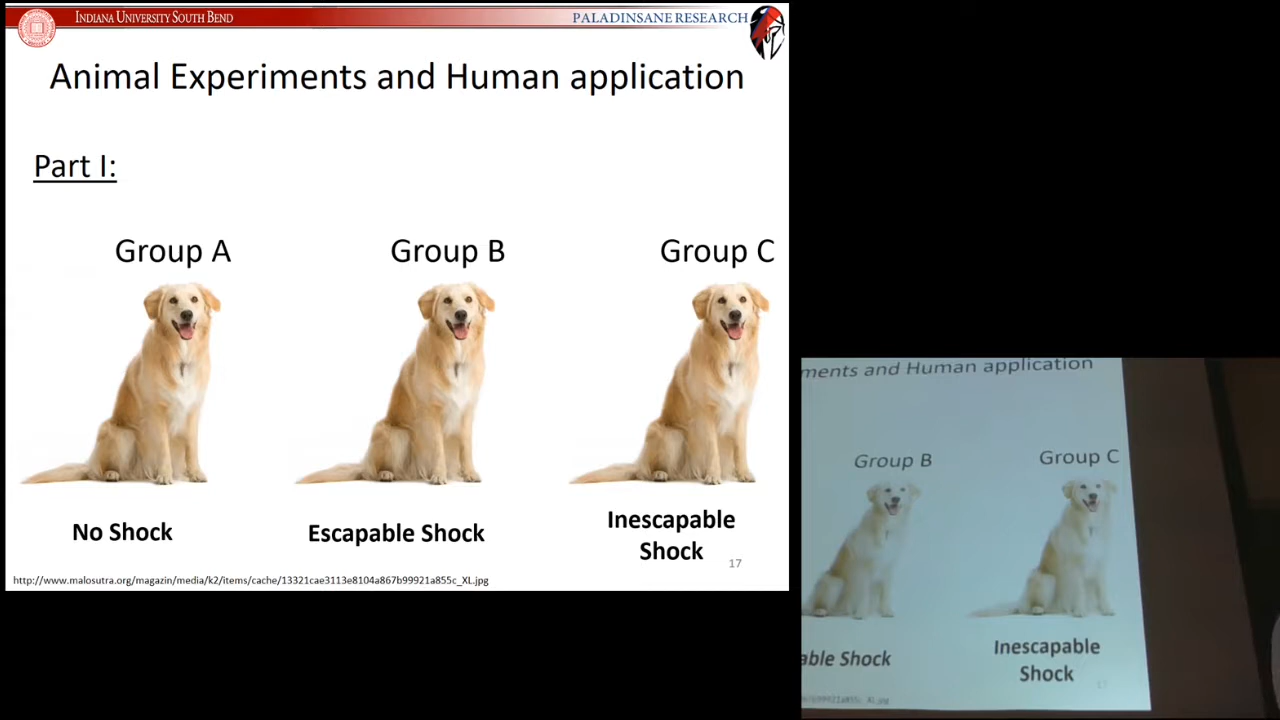 INDIANA UNIVERSITY SOUTH BEND
PALADINSANE RESEARCH
Animal Experiments and Human application
Part I:
Group A
Group B
Group C
No Shock
Escapable Shock
Inescapable
Shock
17
http://www.malosutra.org/magazin/media/k2/items/cache/13321cae3113e8104a867b99921a855c_XL.jpg
ments and Human application
Group B
Group C
able Shock
Inescapable
Shock
17